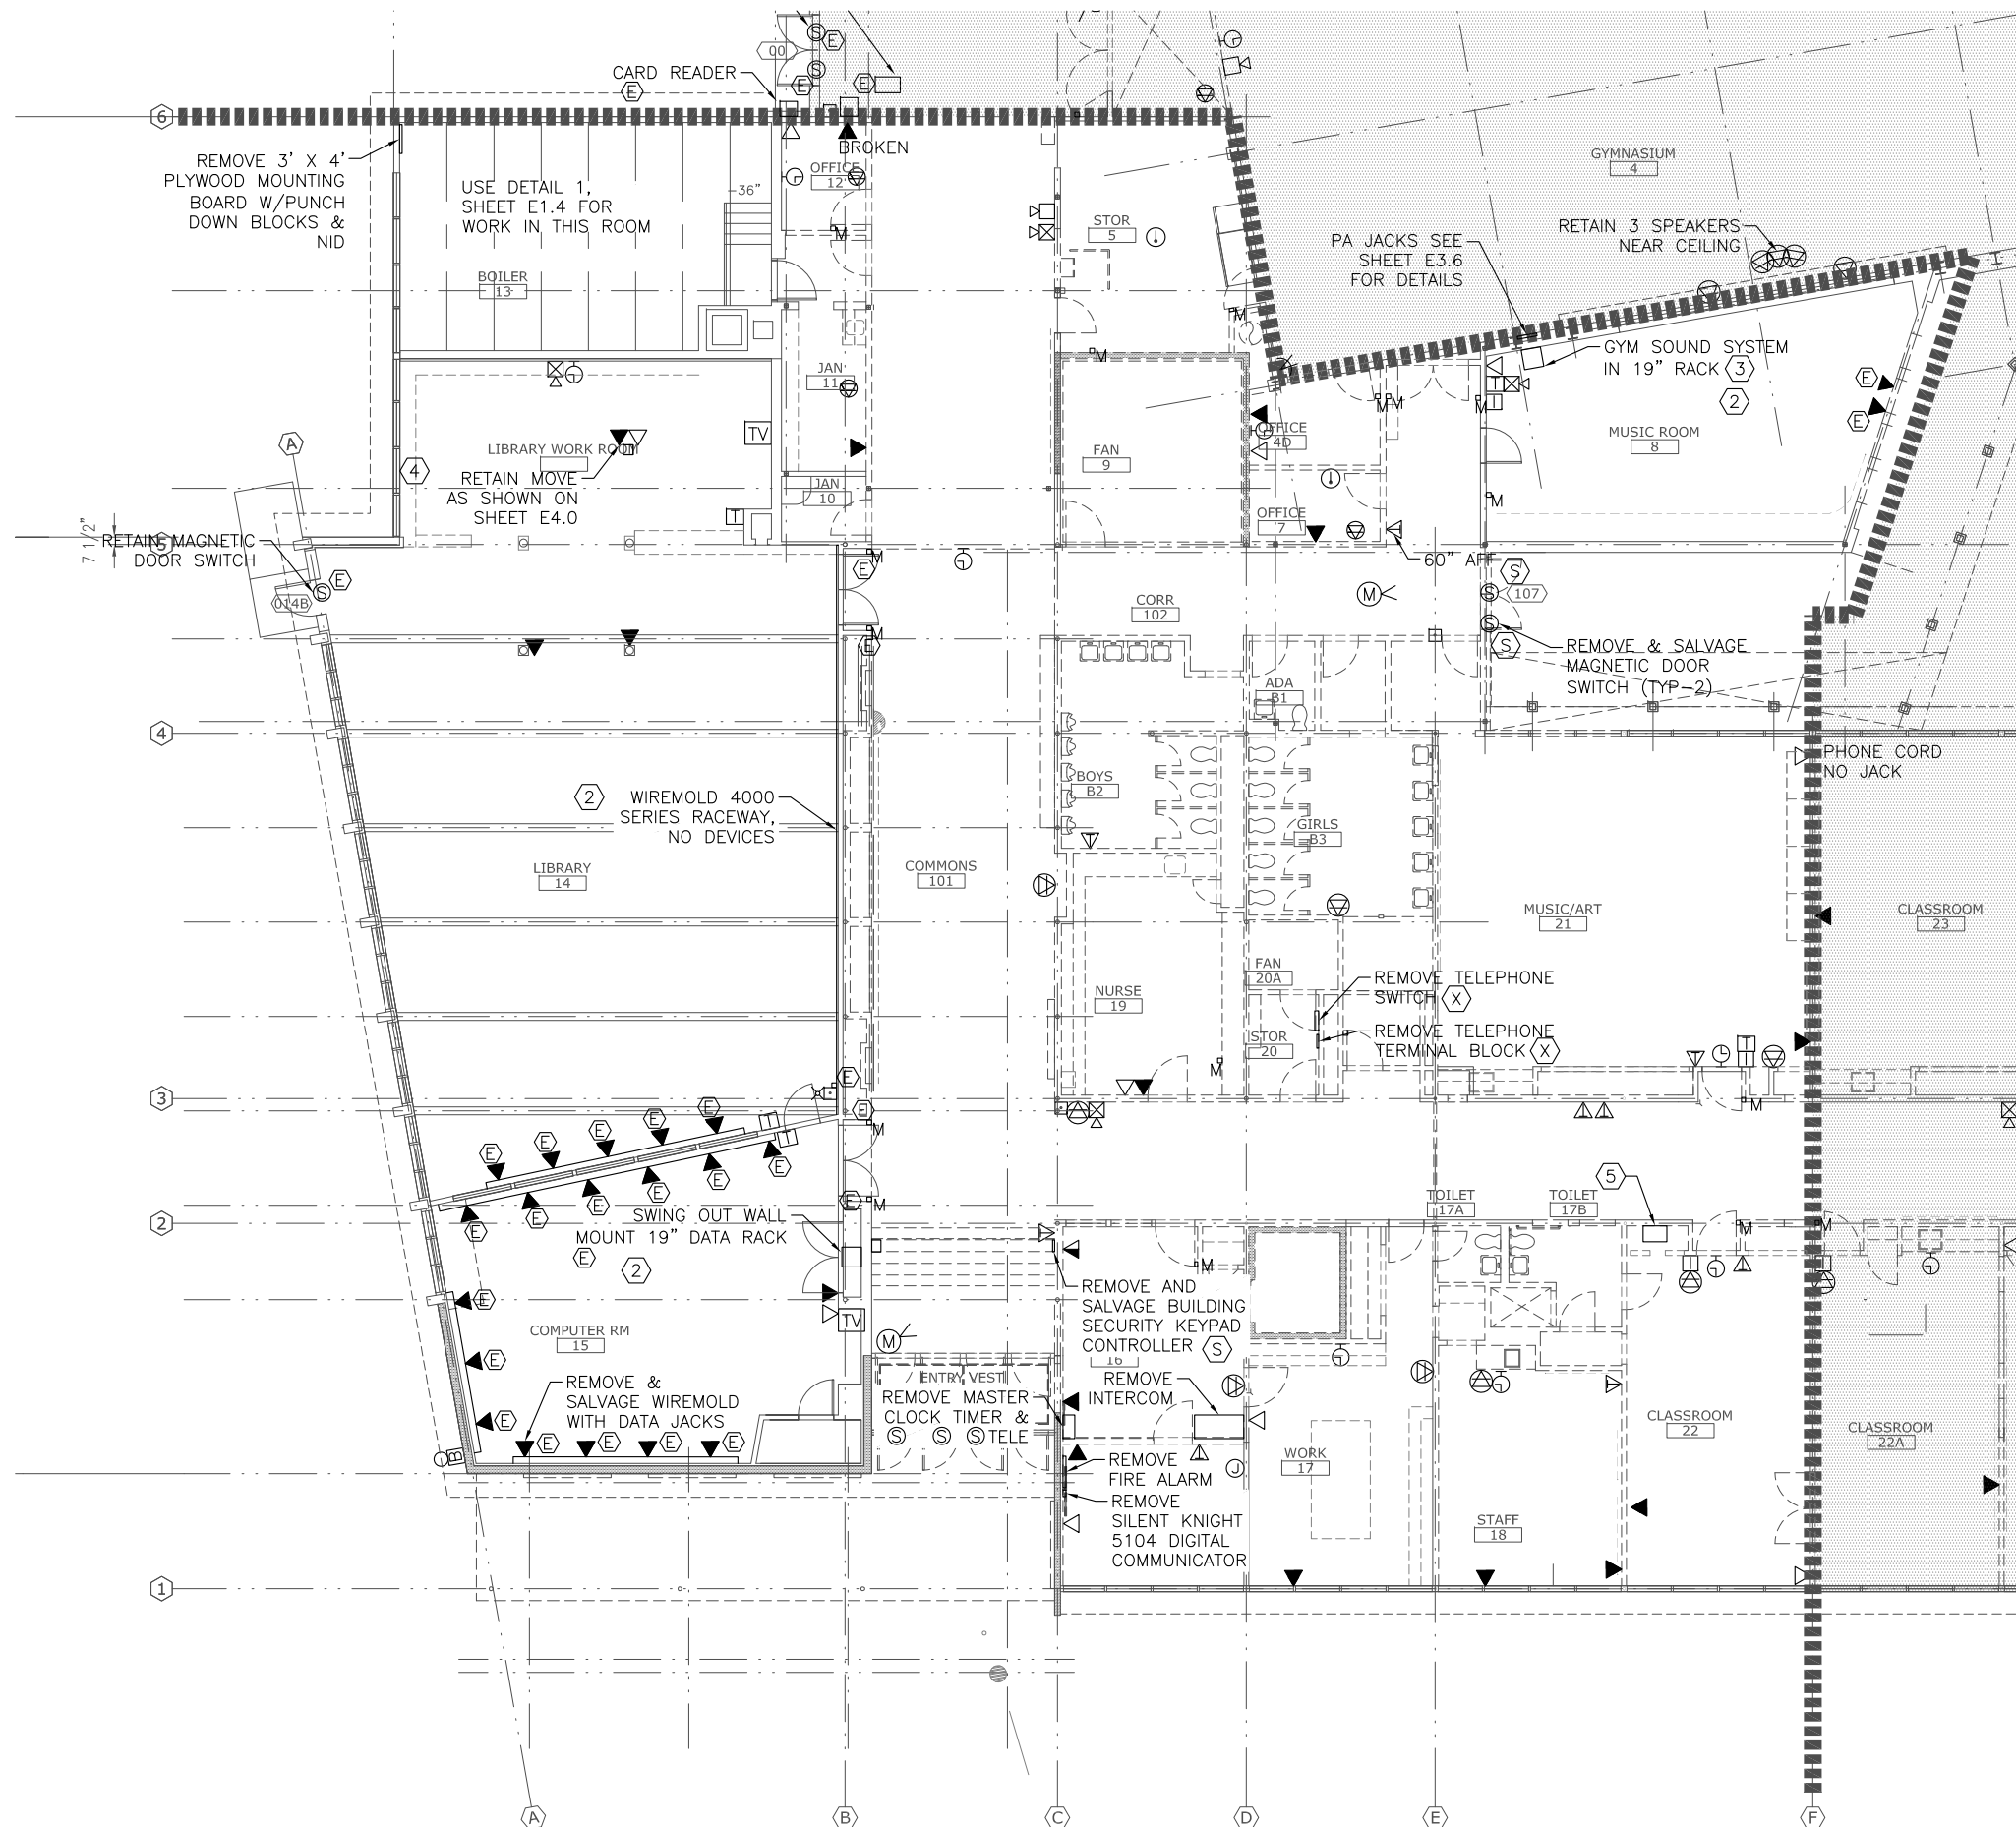 00
CARD READER
E
E
E
E
6
REMOVE 3' X 4'
PLYWOOD MOUNTING
BOARD W/PUNCH
DOWN BLOCKS &
NID
USE DETAIL 1,
SHEET E1.4 FOR
WORK IN THIS ROOM
-36"
BROKEN
OFFICE
12
BOILER
13
STOR
5
GYMNASIUM
4
RETAIN 3 SPEAKERS
NEAR CEILING
PA JACKS SEE
SHEET E3.6
FOR DETAILS
GYM SOUND SYSTEM
IN 19" RACK
3
2
MUSIC ROOM
8
E
E
JAN
11
JAN
10
FAN
9
OFFICE
4D
OFFICE
7
TV
LIBRARY WORK ROOM
4
RETAIN MOVE
AS SHOWN ON
SHEET E4.0
T
A
5
7 1/2"
RETAIN MAGNETIC
DOOR SWITCH
S
E
014B
60" AFF
S
S
107
M
CORR
102
S
S
REMOVE & SALVAGE
MAGNETIC DOOR
SWITCH (TYP-2)
ADA
B1
4
PHONE CORD
NO JACK
2
WIREMOLD 4000
SERIES RACEWAY,
NO DEVICES
BOYS
B2
GIRLS
B3
LIBRARY
14
COMMONS
101
MUSIC/ART
21
CLASSROOM
23
NURSE
19
FAN
20A
STOR
20
REMOVE TELEPHONE
SWITCH
X
REMOVE TELEPHONE
TERMINAL BLOCK
X
3
2
SWING OUT WALL
MOUNT 19" DATA RACK
E
2
TOILET
17A
TOILET
17B
5
REMOVE AND
SALVAGE BUILDING
SECURITY KEYPAD
CONTROLLER
S
16
COMPUTER RM
15
TV
M
REMOVE &
SALVAGE WIREMOLD
WITH DATA JACKS
ENTRY VEST
REMOVE MASTER
CLOCK TIMER &
TELE
S S S
REMOVE
INTERCOM
REMOVE
FIRE ALARM
REMOVE
SILENT KNIGHT
5104 DIGITAL
COMMUNICATOR
J
WORK
17
STAFF
18
CLASSROOM
22
CLASSROOM
22A
1
A
B
C
D
E
F